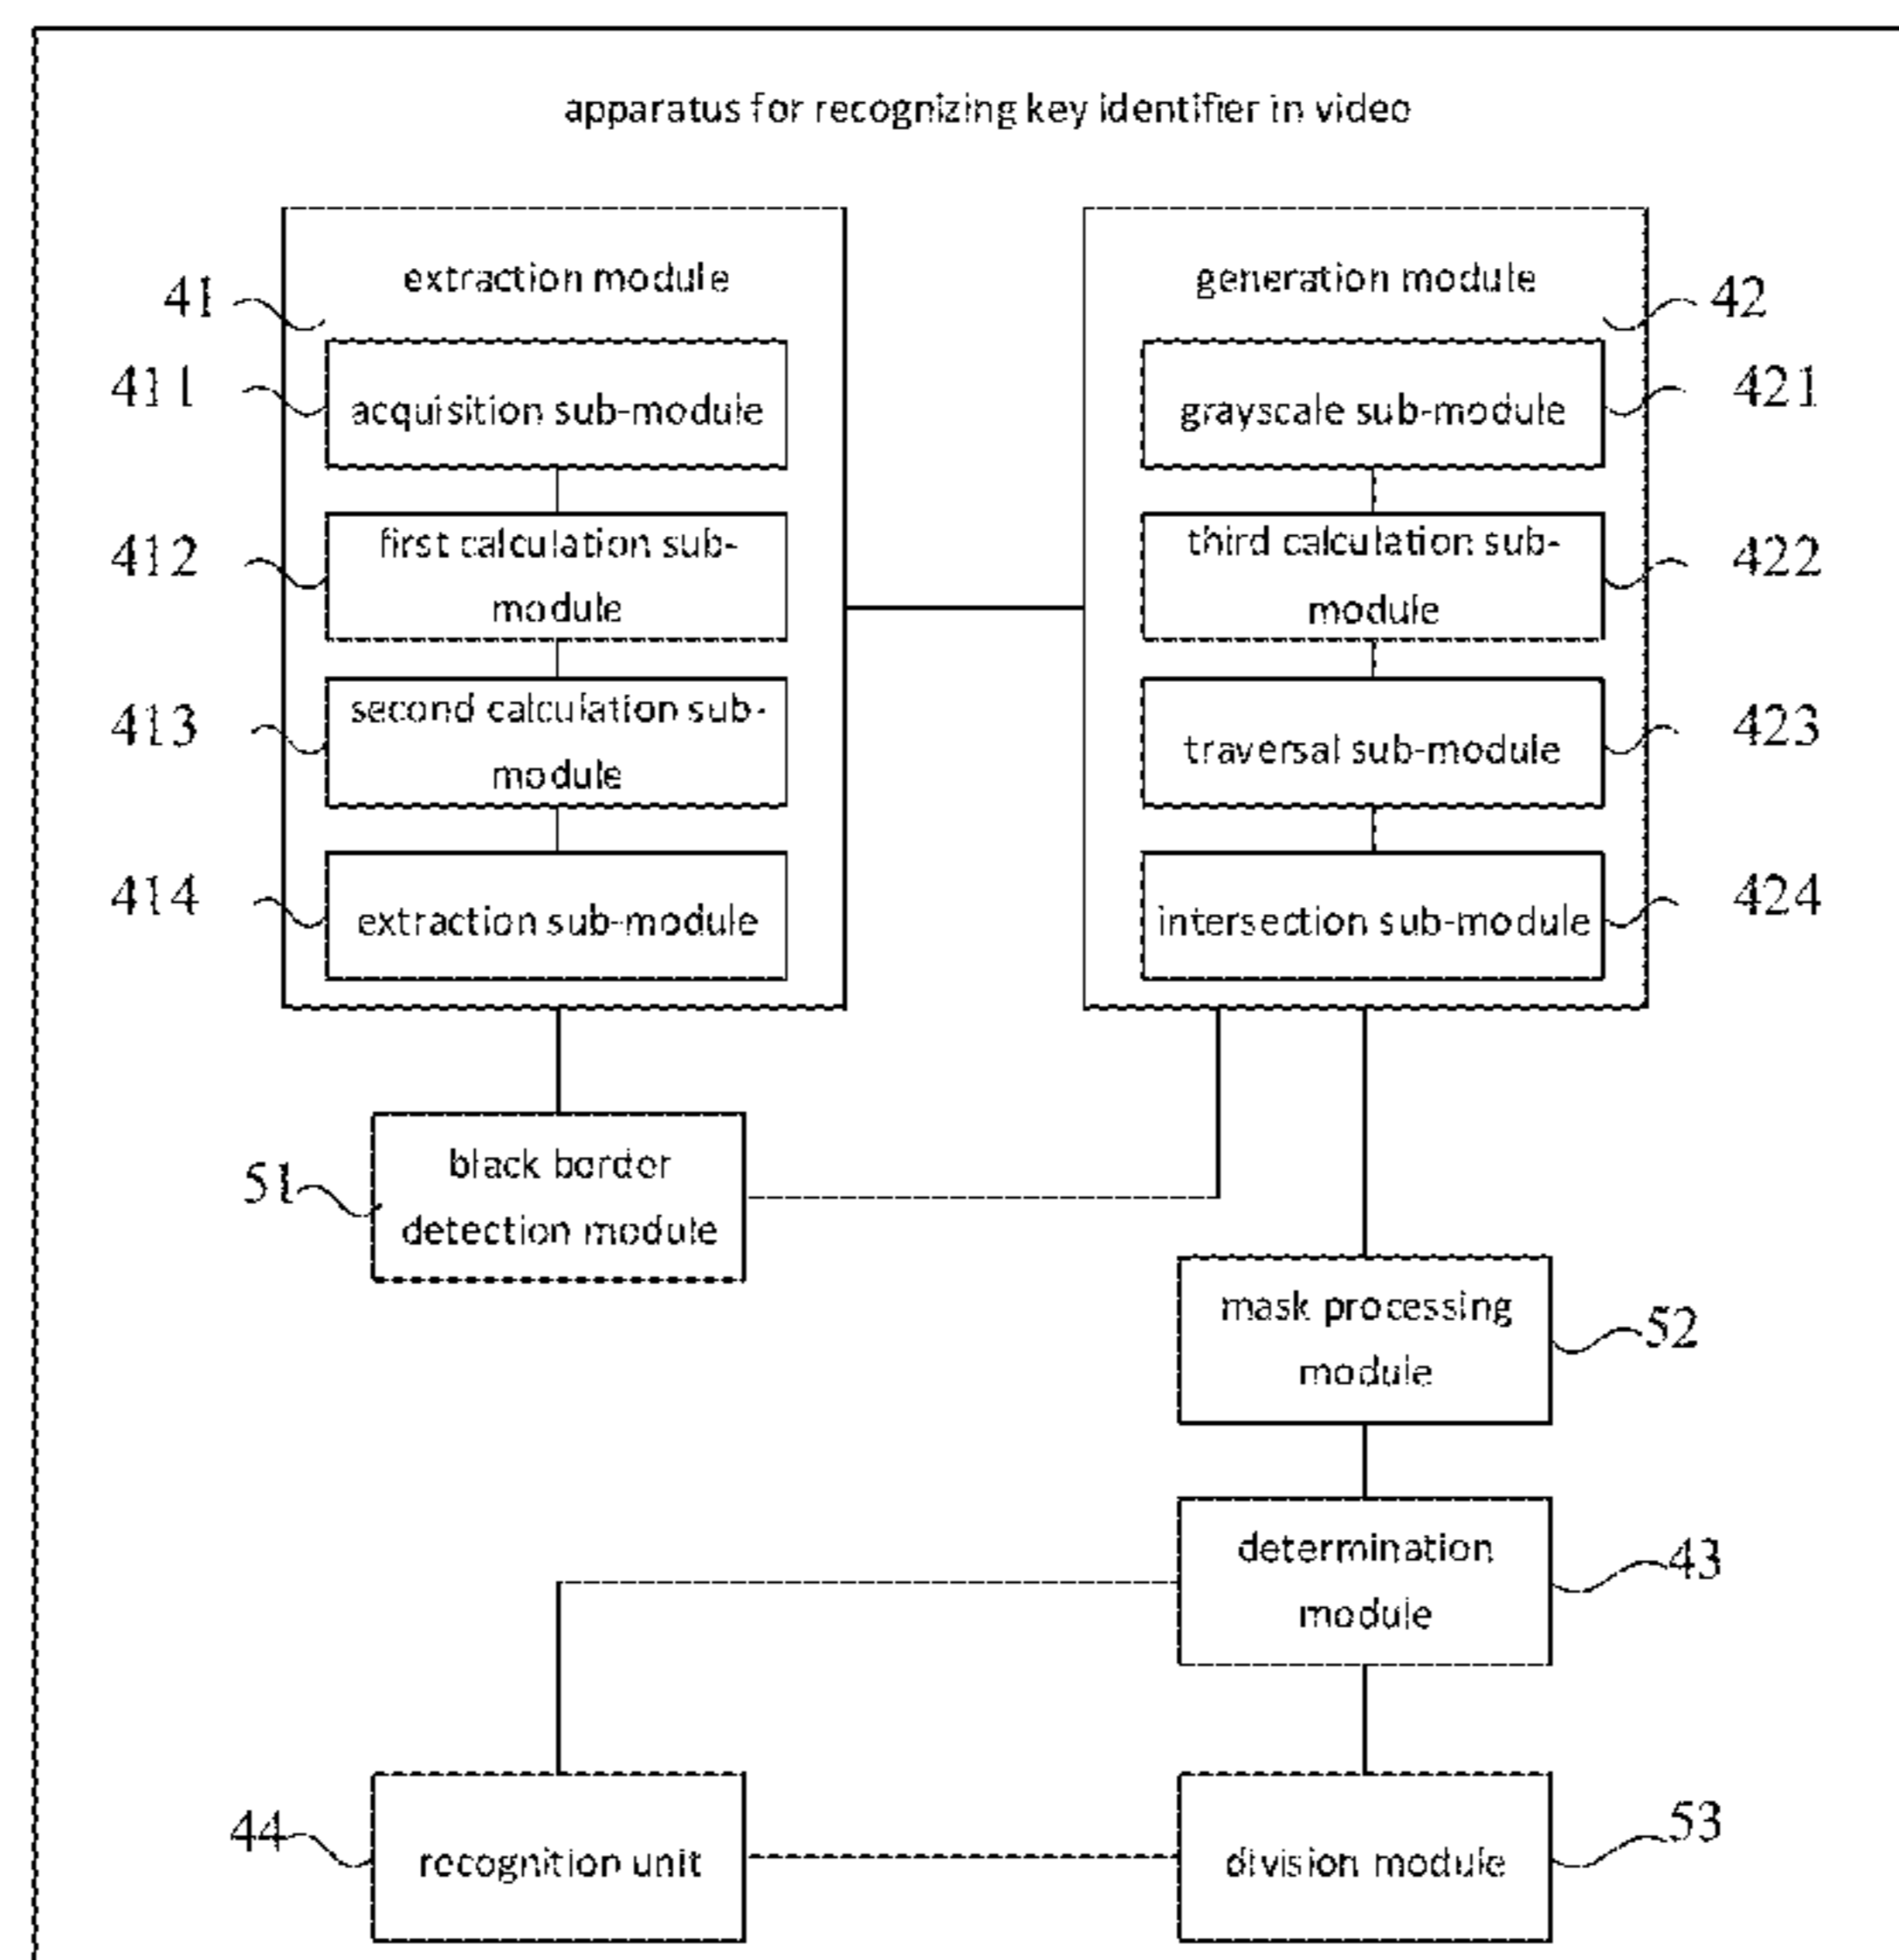 apparatus for recognizing key identifier in video
extraction module
41
411
acquisition sub-module
412
first calculation sub-
module
413
second calculation sub-
module
414
extraction sub-module
generation module
42
grayscale sub-module
421
third calculation sub-
module
422
traversal sub-module
423
intersection sub-module
424
51
black border
detection module
mask processing
module
52
determination
module
43
44
recognition unit
division module
53